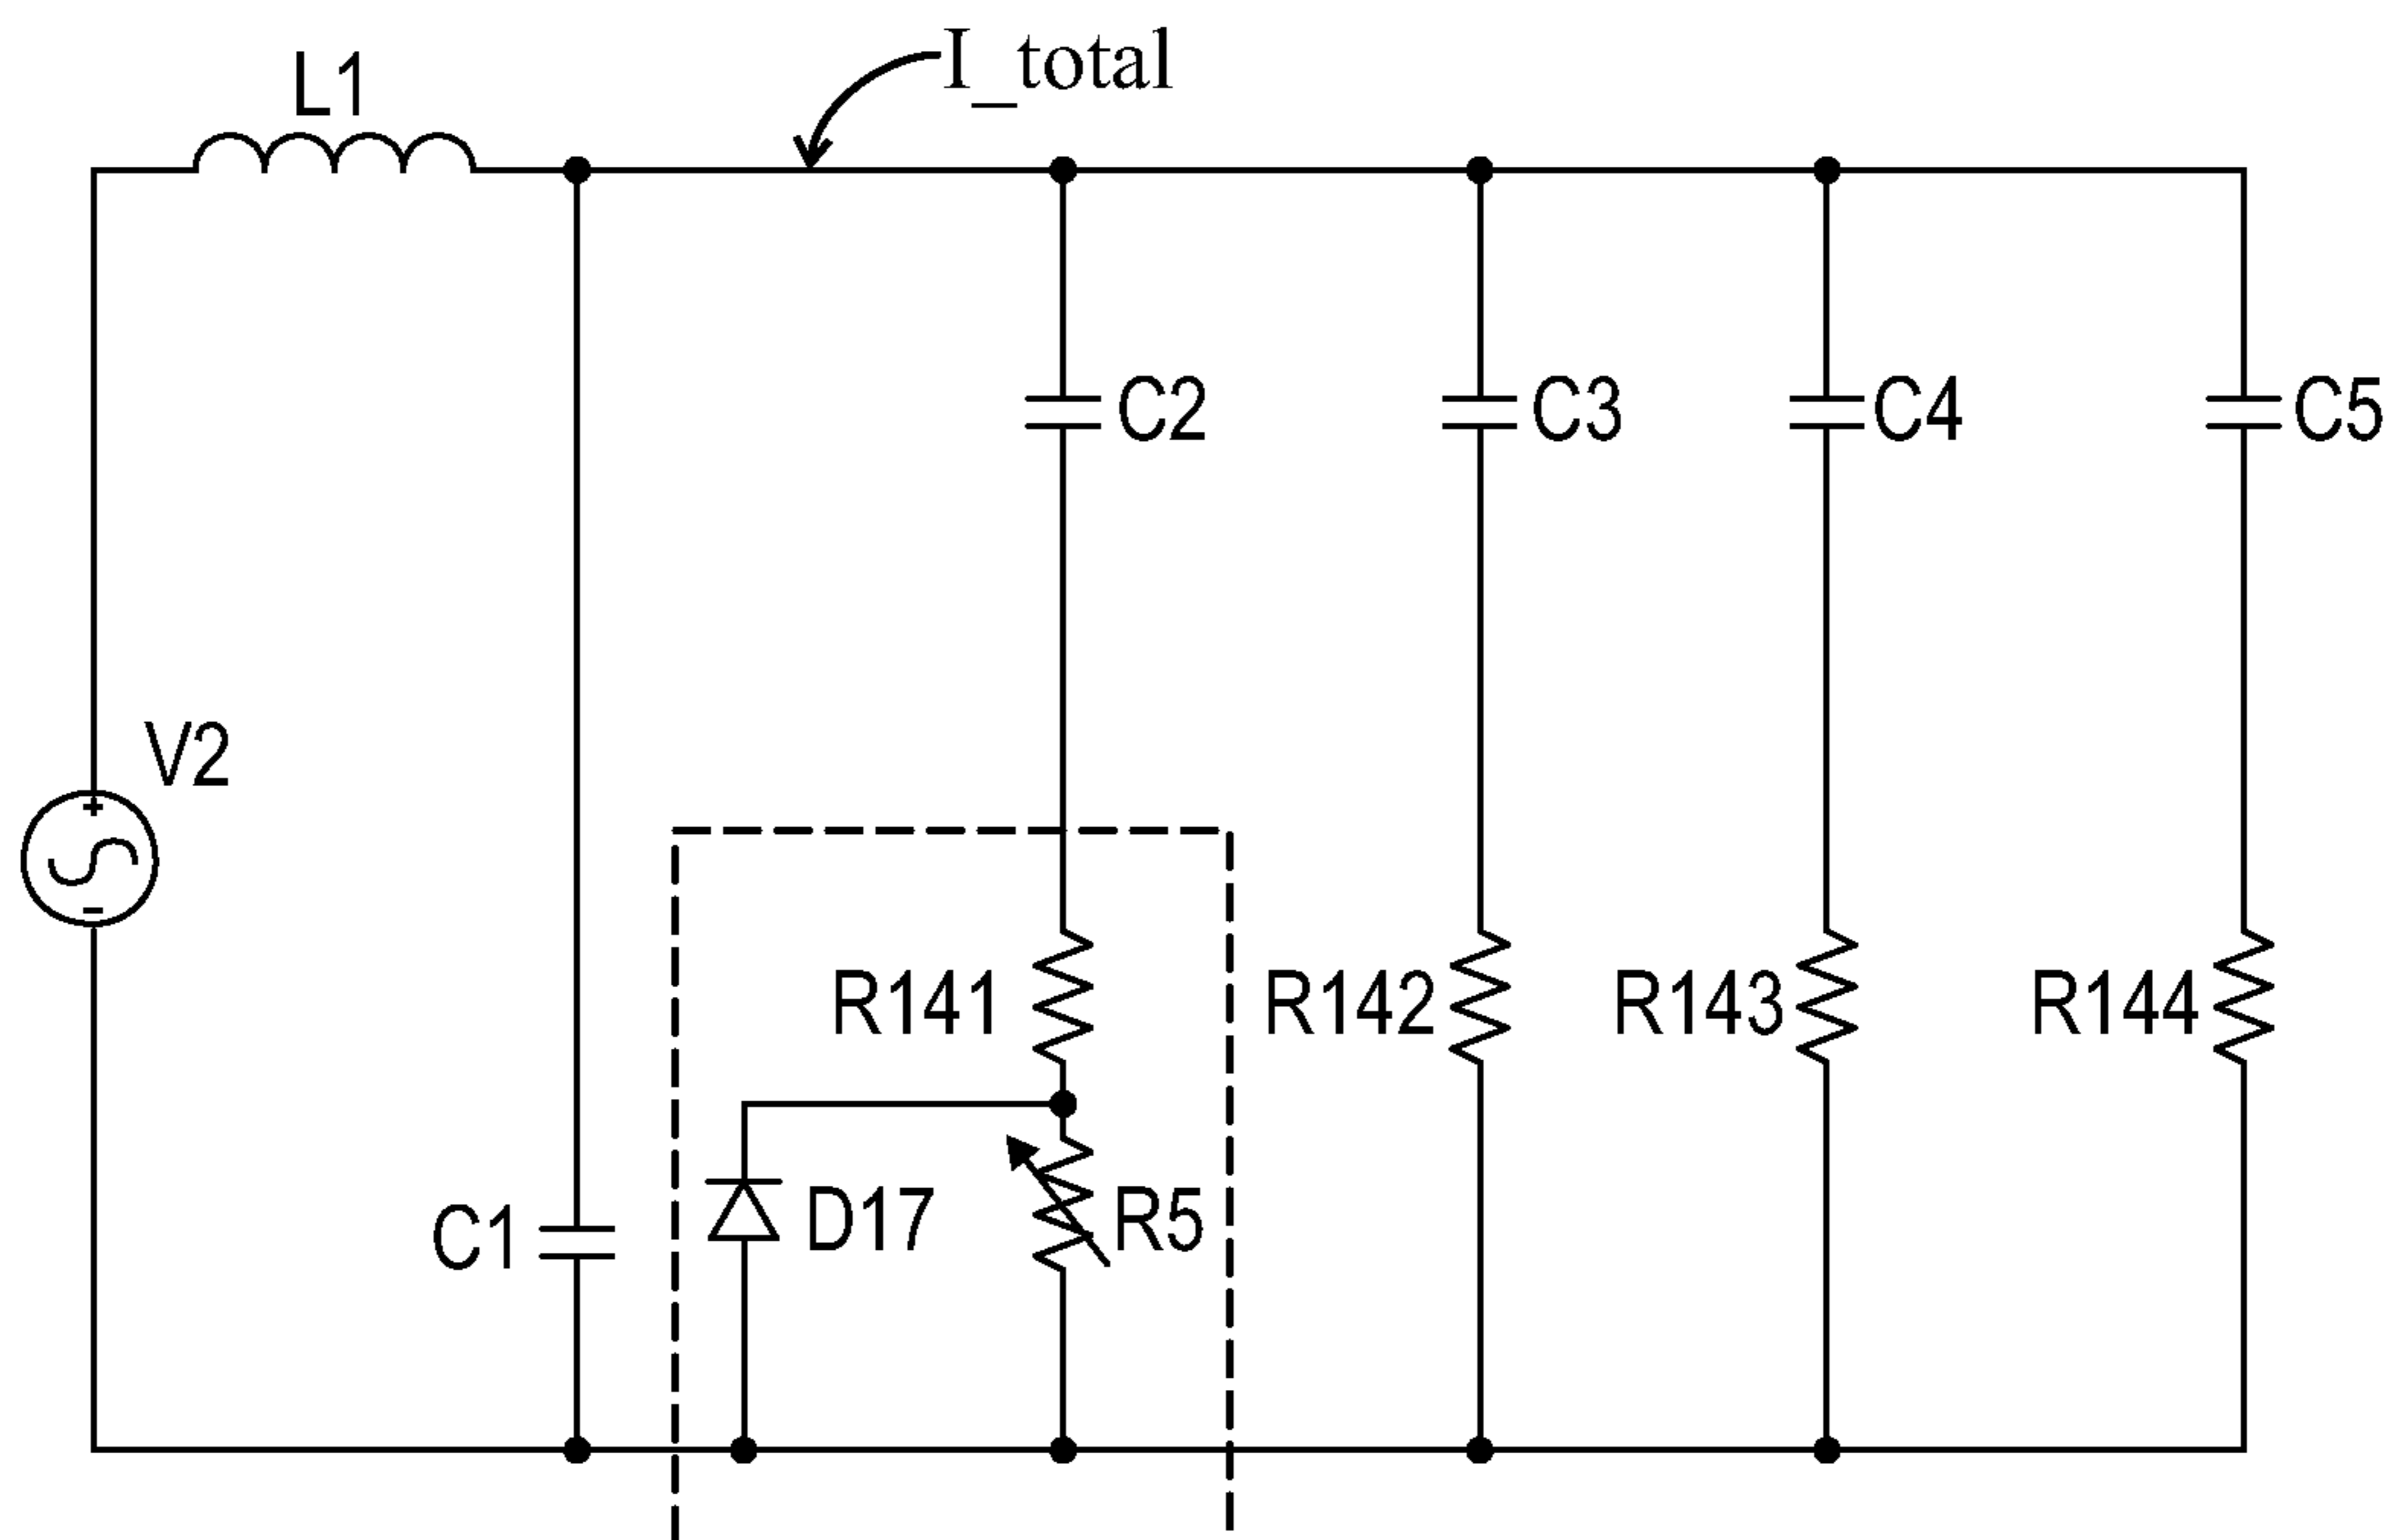 I_total
L1
C2
C3
C4
C5
V2
+
-
R141
R142
R143
R144
C1
D17
R5